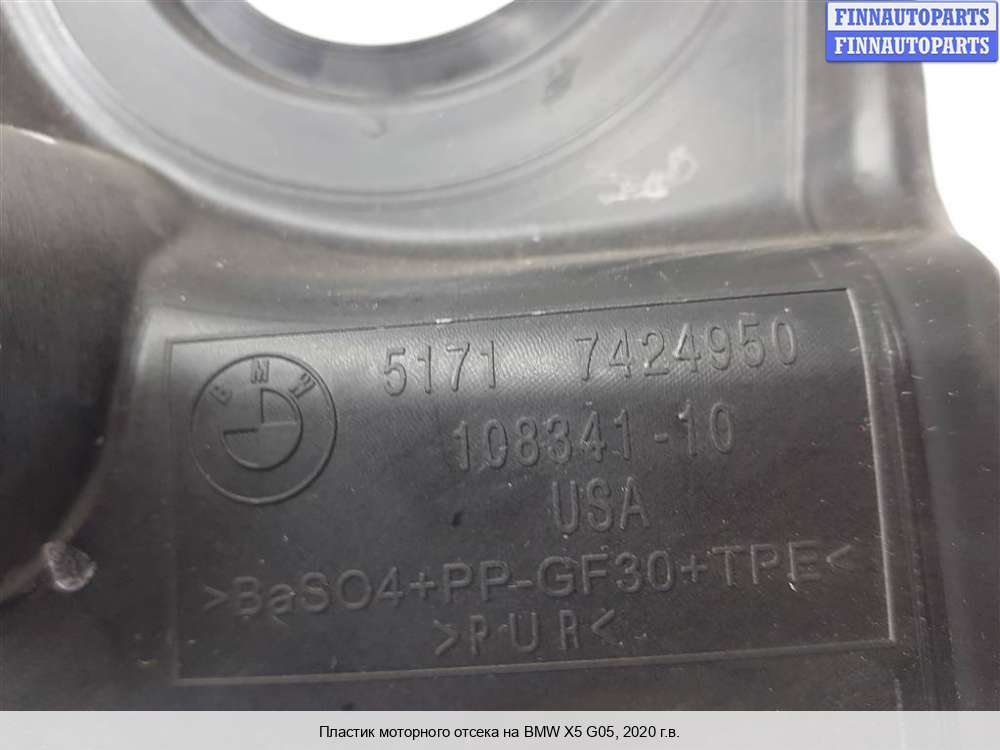 FINNAUTOPARTS
FINNAUTOPARTS
BMW
5171 7424950
108341-10
USA
>BaSO4+PP-GF30+TPE<
>PUR<
Пластик моторного отсека на BMW X5 G05, 2020 г.в.